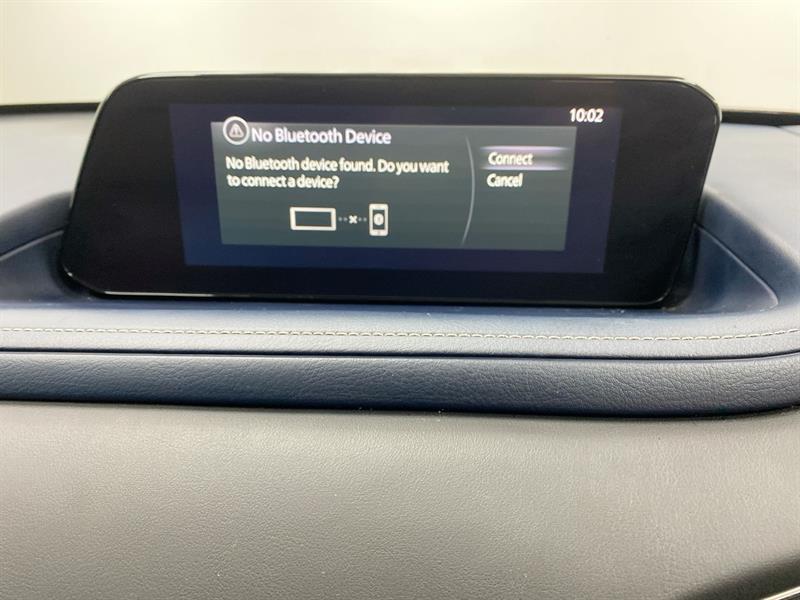 10:02
No Bluetooth Device
No Bluetooth device found. Do you want
to connect a device?
Connect
Cancel